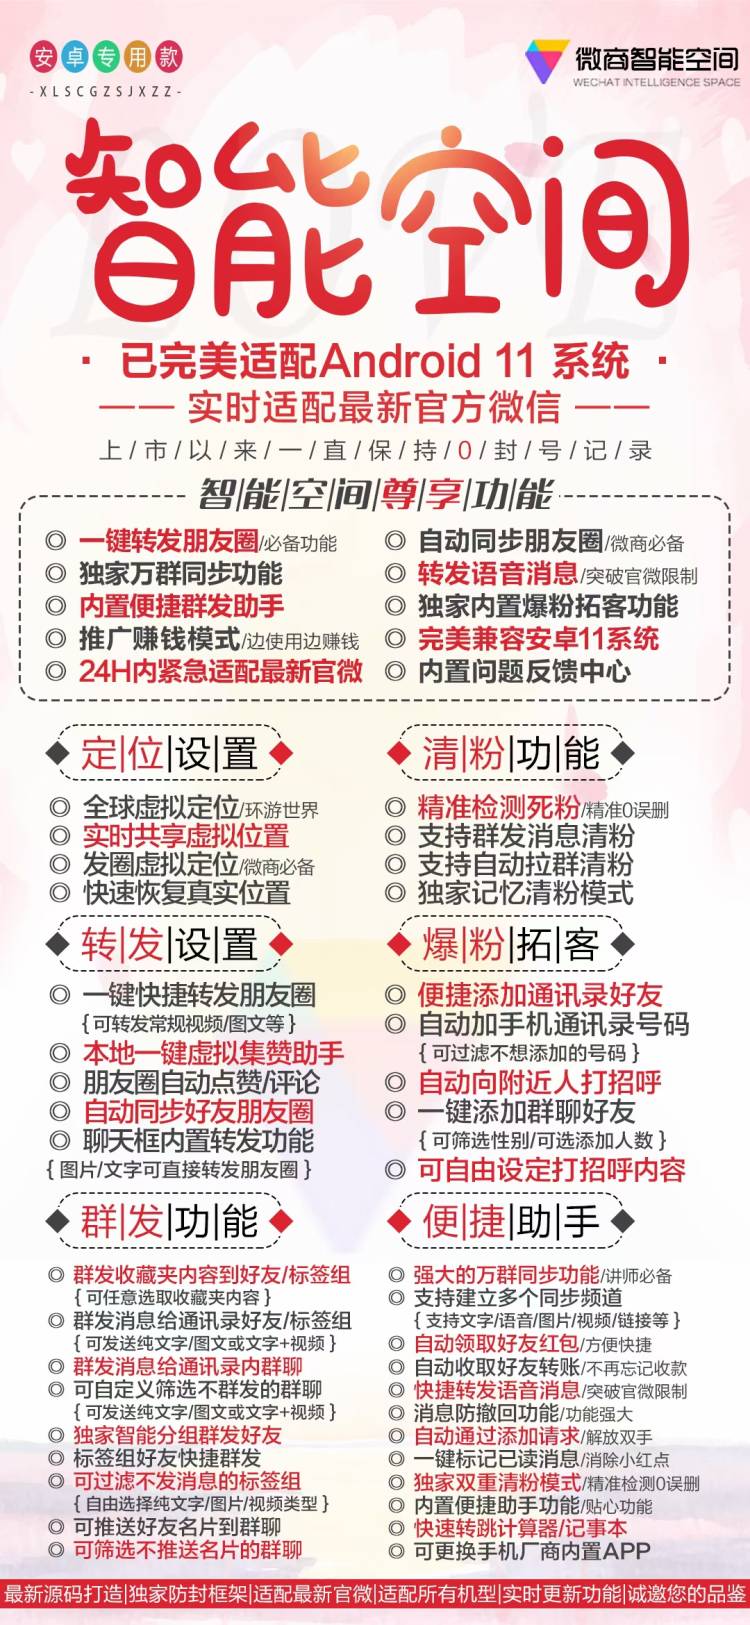 安卓专用款
-XLSCGZSJXZZ-
微商智能空间
WECHAT INTELLIGENCE SPACE
智能空间
· 已完美适配Android 11 系统 ·
—— 实时适配最新官方微信 ——
上/市/以/来/一/直/保/持/0/封/号/记/录
智|能|空|间|尊|享|功|能
◎ 一键转发朋友圈/必备功能
◎ 独家万群同步功能
◎ 内置便捷群发助手
◎ 推广赚钱模式/边使用边赚钱
◎ 24H内紧急适配最新官微
◎ 自动同步朋友圈/微商必备
◎ 转发语音消息/突破官微限制
◎ 独家内置爆粉拓客功能
◎ 完美兼容安卓11系统
◎ 内置问题反馈中心
定|位|设|置
◎ 全球虚拟定位/环游世界
◎ 实时共享虚拟位置
◎ 发圈虚拟定位/微商必备
◎ 快速恢复真实位置
清|粉|功|能
◎ 精准检测死粉/精准0误删
◎ 支持群发消息清粉
◎ 支持自动拉群清粉
◎ 独家记忆清粉模式
转|发|设|置
◎ 一键快捷转发朋友圈
{可转发常规视频/图文等}
◎ 本地一键虚拟集赞助手
◎ 朋友圈自动点赞/评论
◎ 自动同步好友朋友圈
◎ 聊天框内置转发功能
{图片/文字可直接转发朋友圈}
爆|粉|拓|客
◎ 便捷添加通讯录好友
◎ 自动加手机通讯录号码
{可过滤不想添加的号码}
◎ 自动向附近人打招呼
◎ 一键添加群聊好友
{可筛选性别/可选添加人数}
◎ 可自由设定打招呼内容
群|发|功|能
◎ 群发收藏夹内容到好友/标签组
{可任意选取收藏夹内容}
◎ 群发消息给通讯录好友/标签组
{可发送纯文字/图文或文字+视频}
◎ 群发消息给通讯录内群聊
◎ 可自定义筛选不群发的群聊
{可发送纯文字/图文或文字+视频}
◎ 独家智能分组群发好友
◎ 标签组好友快捷群发
◎ 可过滤不发消息的标签组
{自由选择纯文字/图片/视频类型}
◎ 可推送好友名片到群聊
◎ 可筛选不推送名片的群聊
便|捷|助|手
◎ 强大的万群同步功能/讲师必备
◎ 支持建立多个同步频道
{支持文字/语音/图片/视频/链接等}
◎ 自动领取好友红包/方便快捷
◎ 自动收取好友转账/不再忘记收款
◎ 快捷转发语音消息/突破官微限制
◎ 消息防撤回功能/功能强大
◎ 自动通过添加请求/解放双手
◎ 一键标记已读消息/消除小红点
◎ 独家双重清粉模式/精准检测0误删
◎ 内置便捷助手功能/贴心功能
◎ 快速转跳计算器/记事本
◎ 可更换手机厂商内置APP
最新源码打造|独家防封框架|适配最新官微|适配所有机型|实时更新功能|诚邀您的品鉴